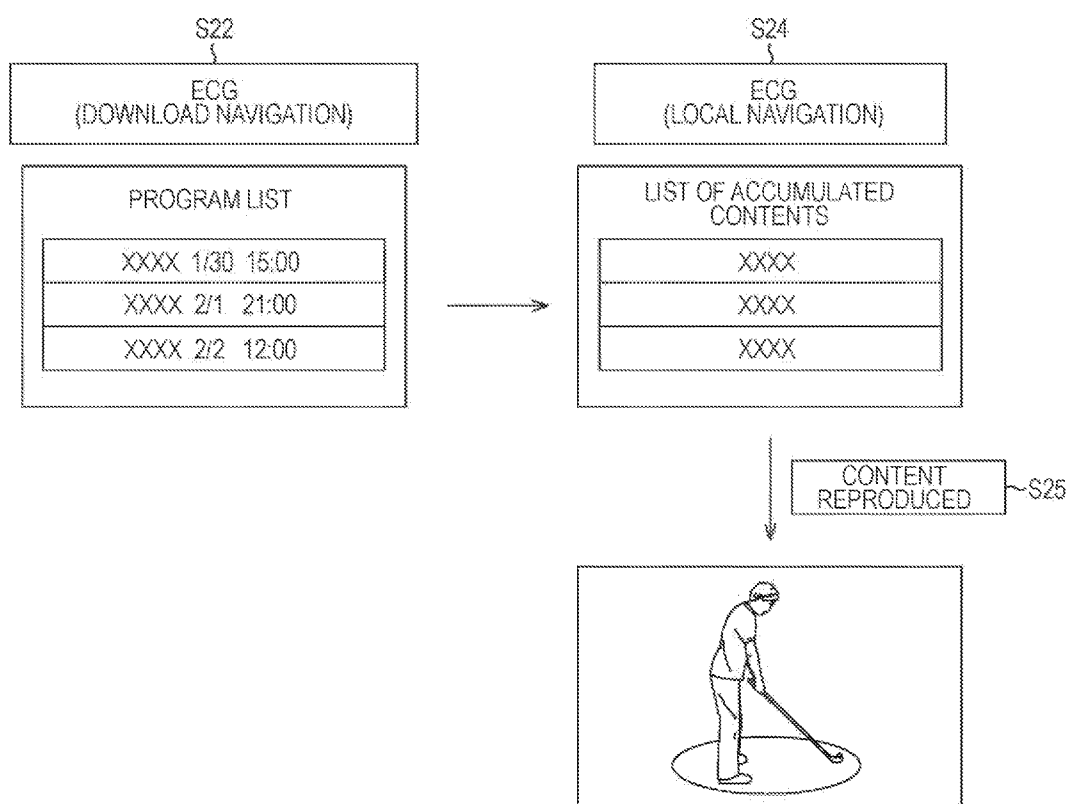 S22
ECG
(DOWNLOAD NAVIGATION)
PROGRAM LIST
XXXX 1/30 15:00
XXXX 2/1 21:00
XXXX 2/2 12:00
S24
ECG
(LOCAL NAVIGATION)
LIST OF ACCUMULATED
CONTENTS
XXXX
XXXX
XXXX
CONTENT
REPRODUCED
S25